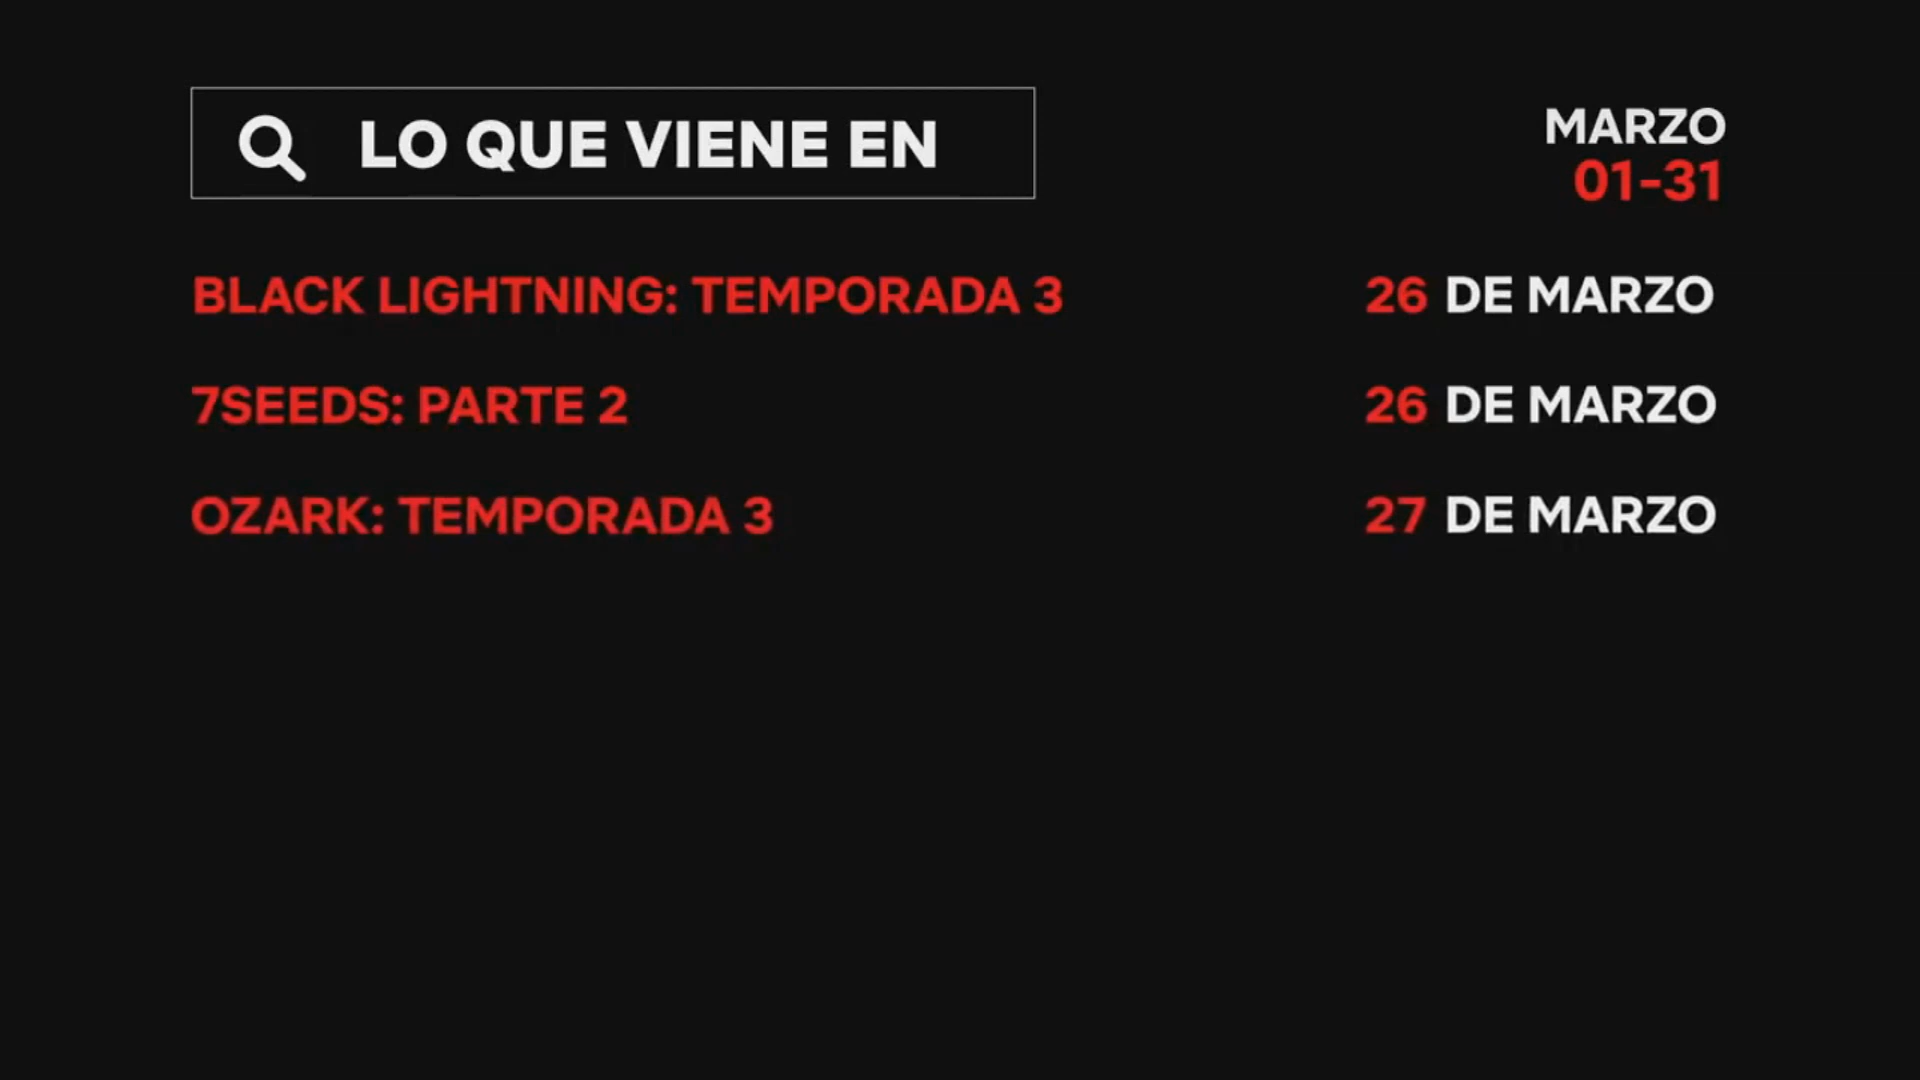 LO QUE VIENE EN
MARZO
01-31
BLACK LIGHTNING: TEMPORADA 3 26 DE MARZO
7SEEDS: PARTE 2 26 DE MARZO
OZARK: TEMPORADA 3 27 DE MARZO